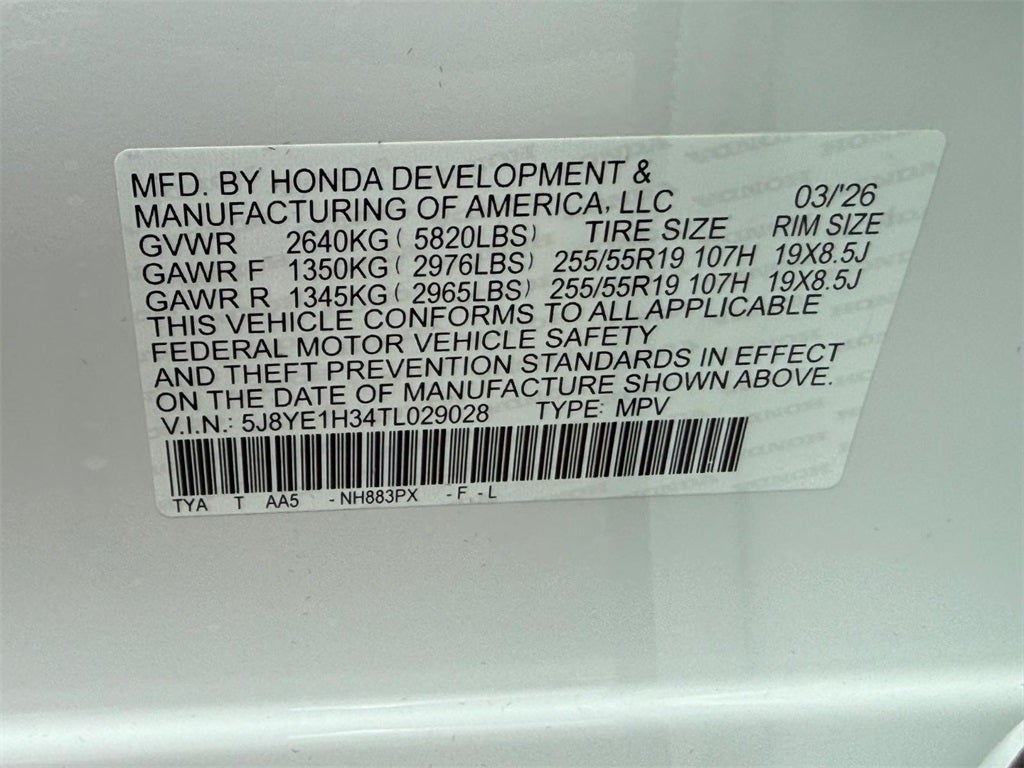 MFD. BY HONDA DEVELOPMENT &
MANUFACTURING OF AMERICA, LLC 03/'26
GVWR 2640KG ( 5820LBS) TIRE SIZE RIM SIZE
GAWR F 1350KG ( 2976LBS) 255/55R19 107H 19X8.5J
GAWR R 1345KG ( 2965LBS) 255/55R19 107H 19X8.5J
THIS VEHICLE CONFORMS TO ALL APPLICABLE
FEDERAL MOTOR VEHICLE SAFETY
AND THEFT PREVENTION STANDARDS IN EFFECT
ON THE DATE OF MANUFACTURE SHOWN ABOVE.
V.I.N.: 5J8YE1H34TL029028 TYPE: MPV
TYA T AA5 -NH883PX -F -L